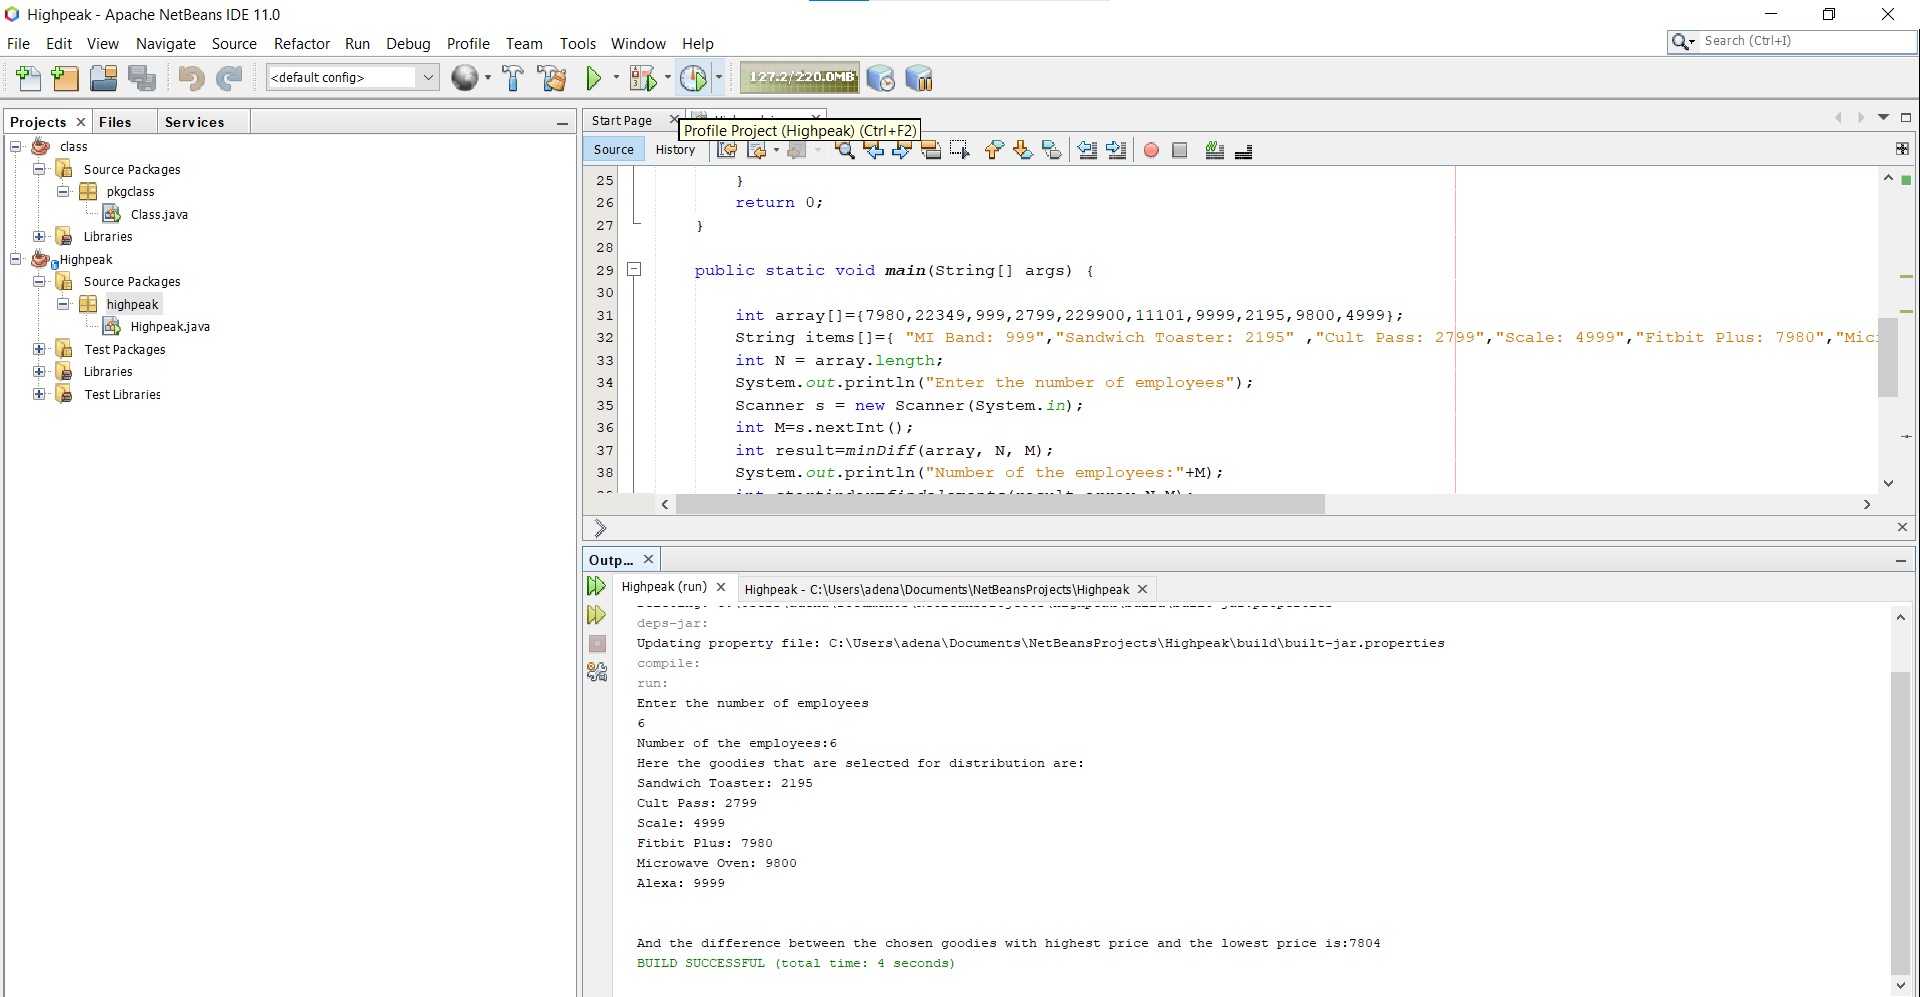 Highpeak - Apache NetBeans IDE 11.0
File Edit View Navigate Source Refactor Run Debug Profile Team Tools Window Help
Search (Ctrl+I)
<default config>
127.2/220.0MB
Projects Files Services
Start Page
Profile Project (Highpeak) (Ctrl+F2)
Source History
class
Source Packages
pkgclass
Class.java
Libraries
Highpeak
Source Packages
highpeak
Highpeak.java
Test Packages
Libraries
Test Libraries
25 }
26 return 0;
27 }
28
29 public static void main(String[] args) {
30
31 int array[]={7980,22349,999,2799,229900,11101,9999,2195,9800,4999};
32 String items[]={ "MI Band: 999","Sandwich Toaster: 2195" ,"Cult Pass: 2799","Scale: 4999","Fitbit Plus: 7980","Mic
33 int N = array.length;
34 System.out.println("Enter the number of employees");
35 Scanner s = new Scanner(System.in);
36 int M=s.nextInt();
37 int result=minDiff(array, N, M);
38 System.out.println("Number of the employees:"+M);
Outp...
Highpeak (run) Highpeak - C:\Users\adena\Documents\NetBeansProjects\Highpeak
deps-jar:
Updating property file: C:\Users\adena\Documents\NetBeansProjects\Highpeak\build\built-jar.properties
compile:
run:
Enter the number of employees
6
Number of the employees:6
Here the goodies that are selected for distribution are:
Sandwich Toaster: 2195
Cult Pass: 2799
Scale: 4999
Fitbit Plus: 7980
Microwave Oven: 9800
Alexa: 9999
And the difference between the chosen goodies with highest price and the lowest price is:7804
BUILD SUCCESSFUL (total time: 4 seconds)